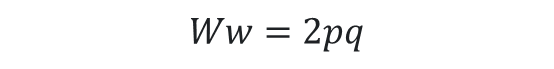 Ww = 2pq